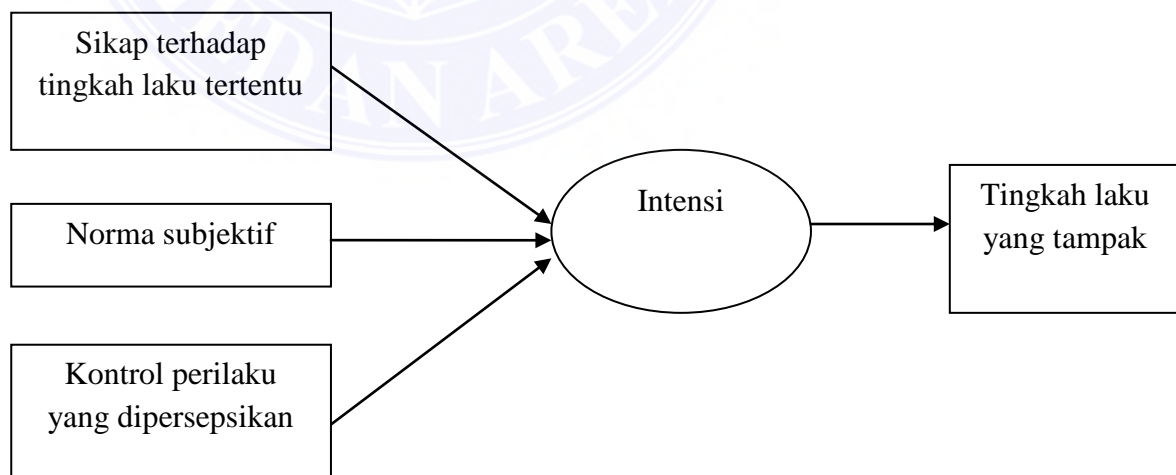 Sikap terhadap
tingkah laku tertentu
Norma subjektif
Kontrol perilaku
yang dipersepsikan
Intensi
Tingkah laku
yang tampak